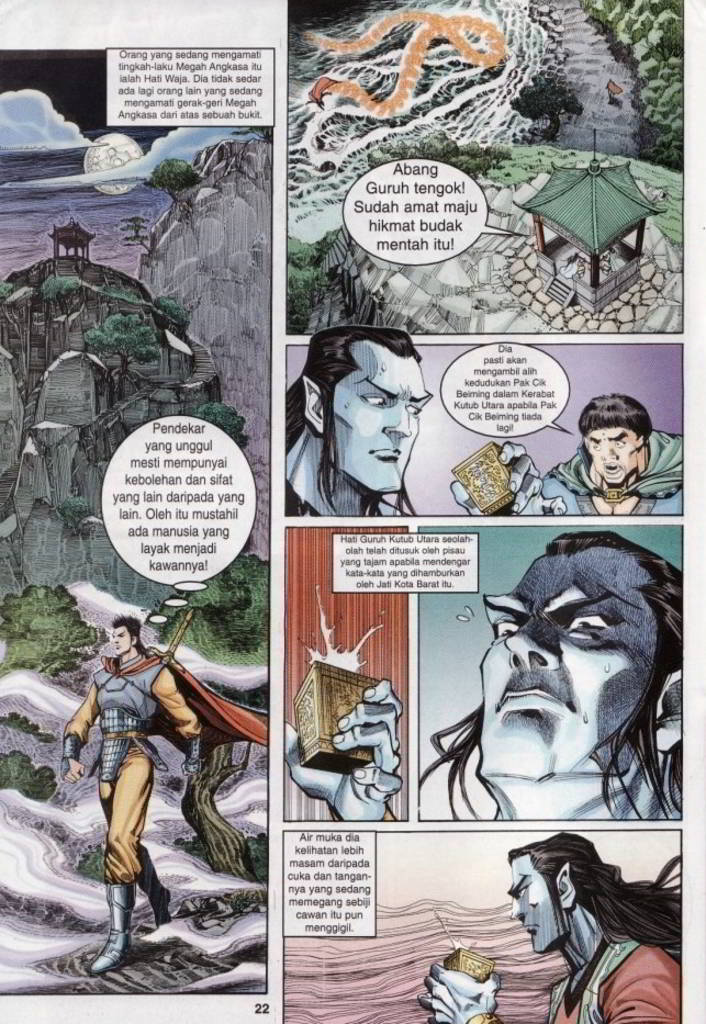 Orang yang sedang mengamati
tingkah-laku Megah Angkasa itu
ialah Hati Waja. Dia tidak sedar
ada lagi orang lain yang sedang
mengamati gerak-geri Megah
Angkasa dari atas sebuah bukit.
Pendekar
yang unggul
mesti mempunyai
kebolehan dan sifat
yang lain daripada yang
lain. Oleh itu mustahil
ada manusia yang
layak menjadi
kawannya!
Abang
Guruh tengok!
Sudah amat maju
hikmat budak
mentah itu!
Dia
pasti akan
mengambil alih
kedudukan Pak Cik
Beiming dalam Kerabat
Kutub Utara apabila Pak
Cik Beiming tiada
lagi!
Hati Guruh Kutub Utara seolah-
olah telah ditusuk oleh pisau
yang tajam apabila mendengar
kata-kata yang dihamburkan
oleh Jati Kota Barat itu.
Air muka dia
kelihatan lebih
masam daripada
cuka dan tangan-
nya yang sedang
memegang sebiji
cawan itu pun
menggigil.
22